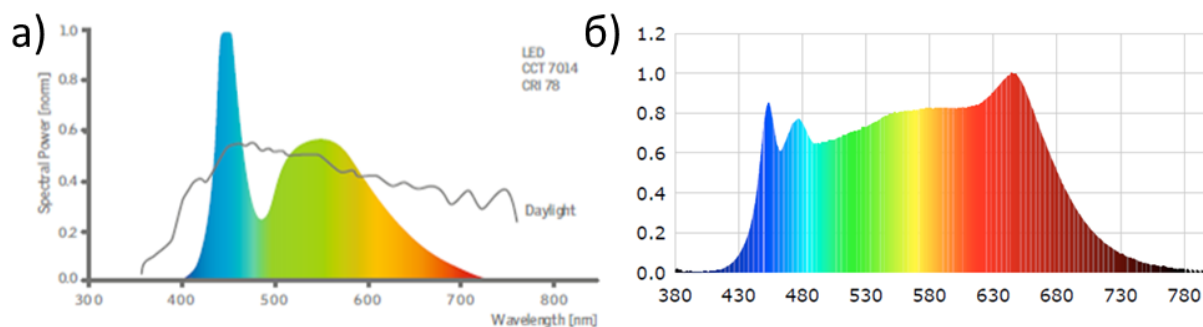 а)
1.0
0.8
0.6
0.4
0.2
0.0
Spectral Power [norm]
LED
CCT 7014
CRI 78
Daylight
300 400 500 600 700 800
Wavelength [nm]
б)
1.2
1.0
0.8
0.6
0.4
0.2
0.0
380 430 480 530 580 630 680 730 780